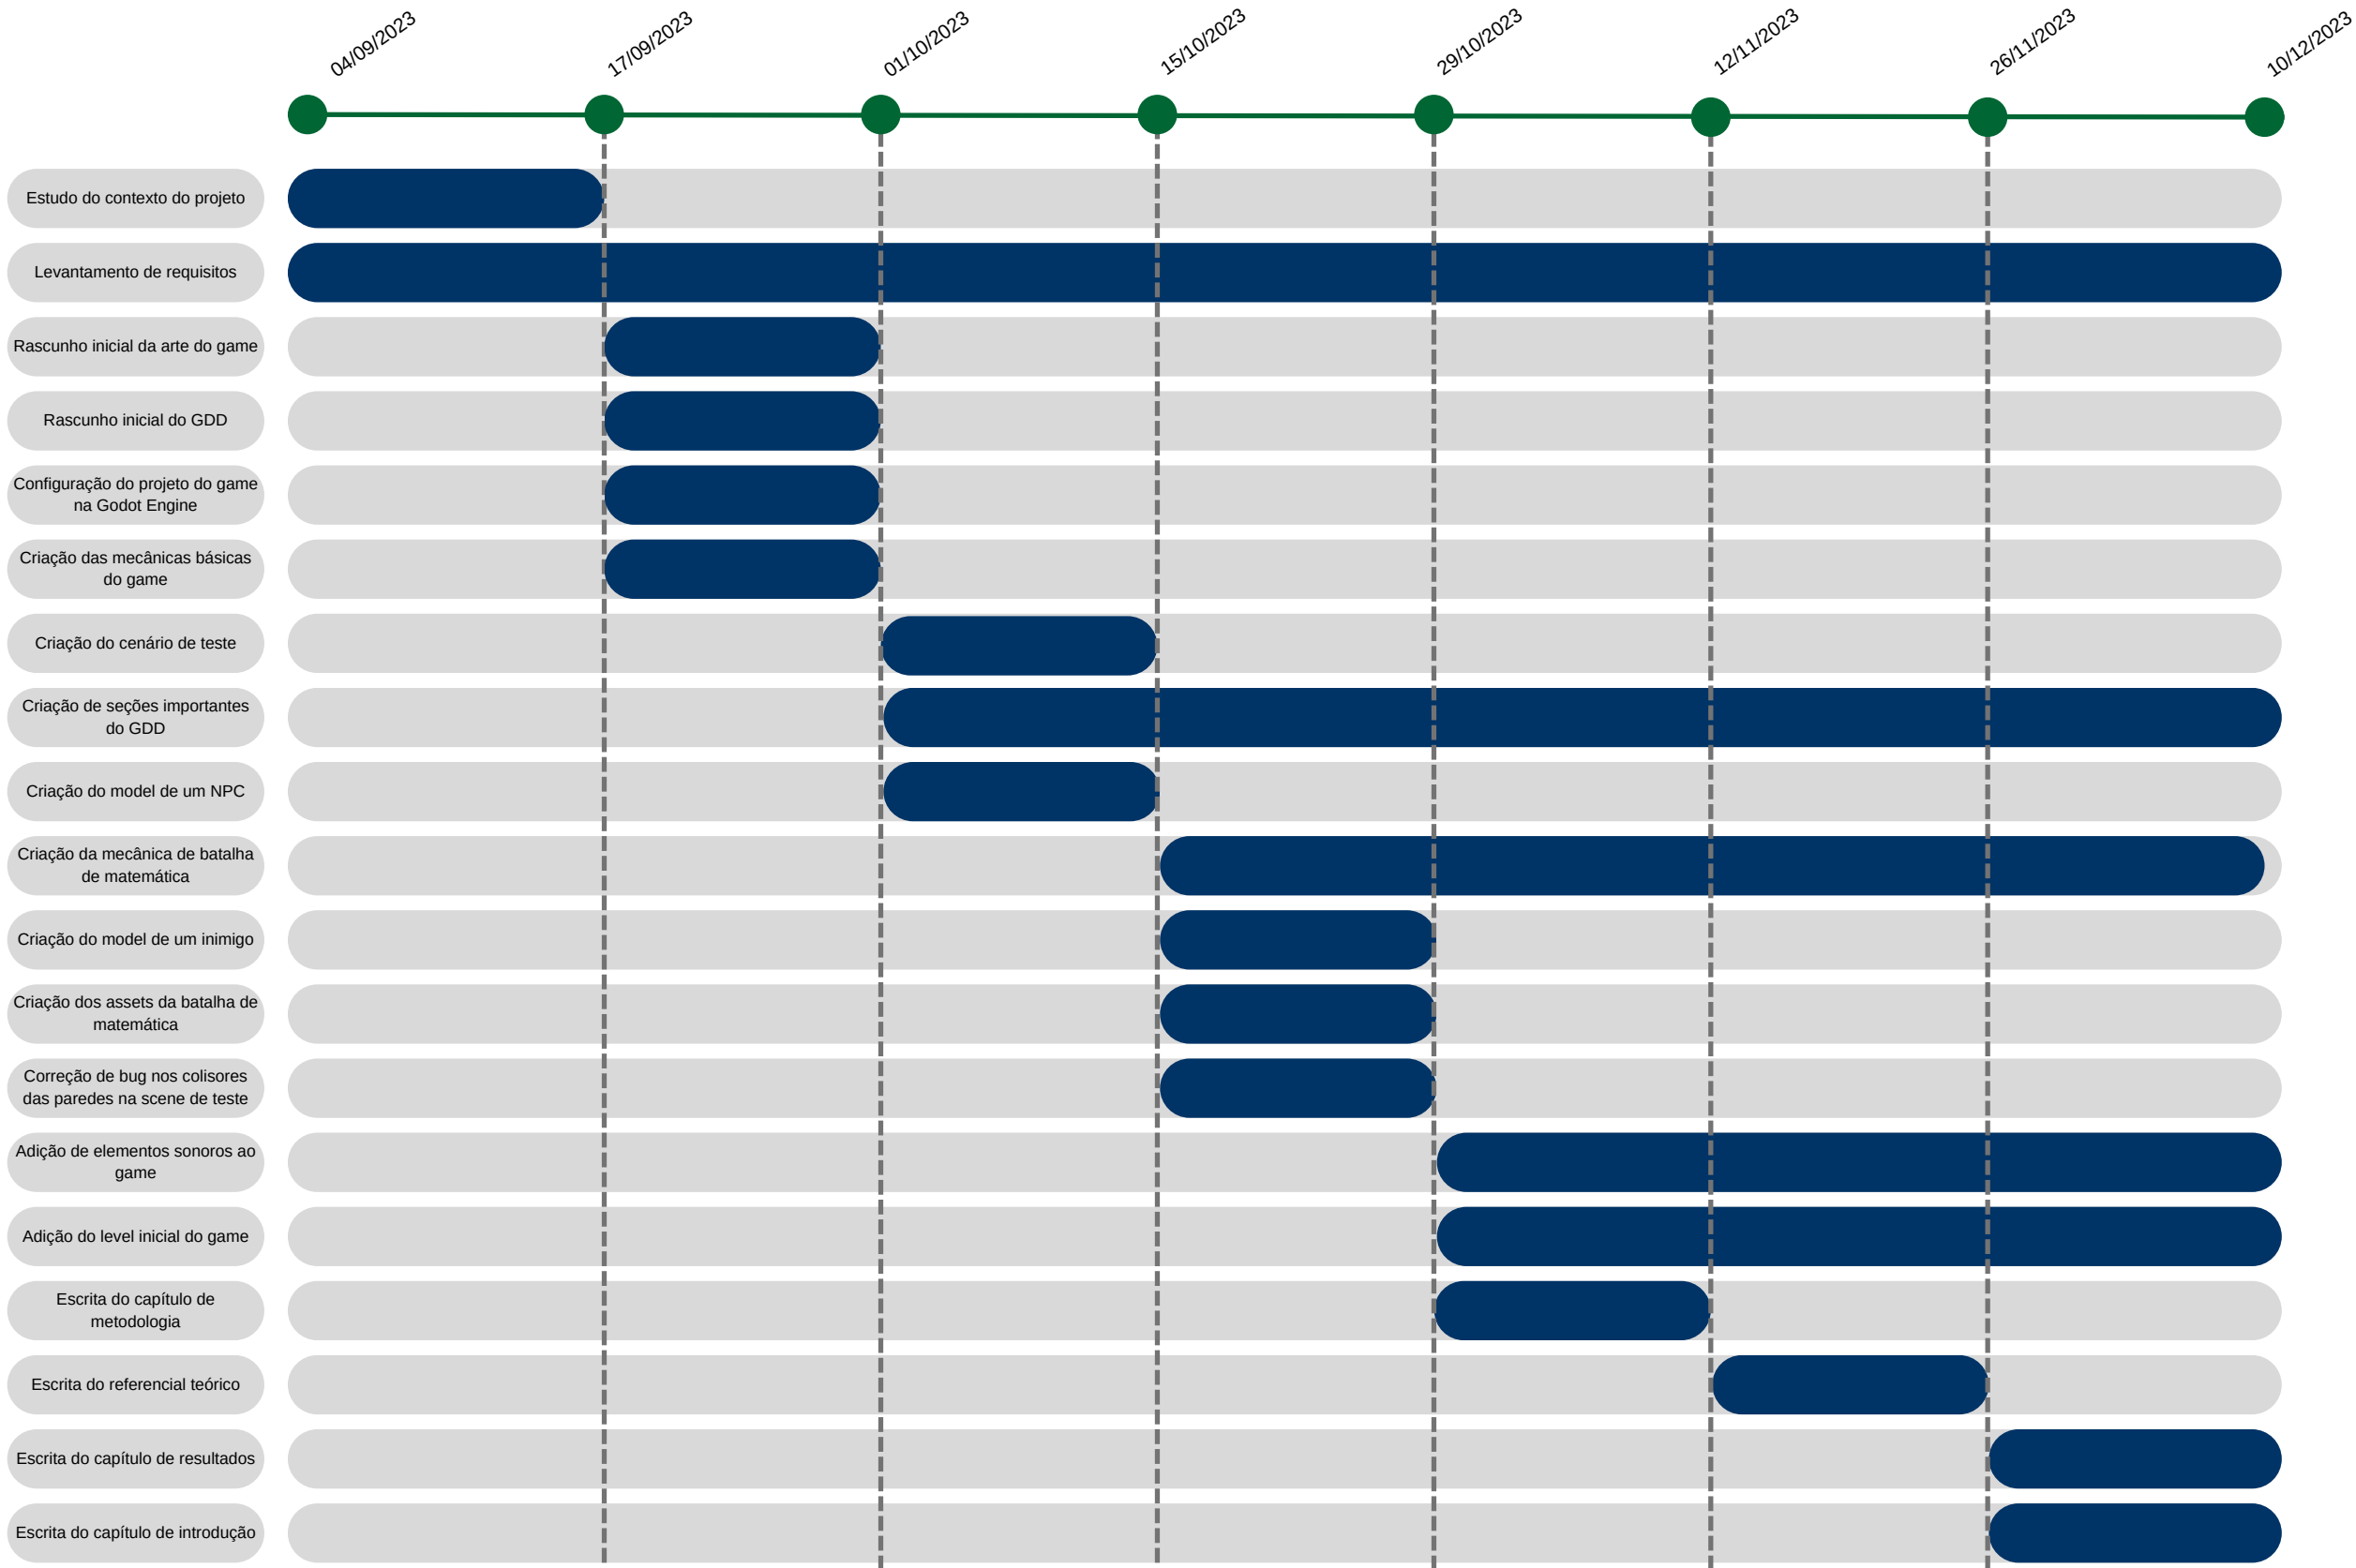 04/09/2023
17/09/2023
01/10/2023
15/10/2023
29/10/2023
12/11/2023
26/11/2023
10/12/2023
Estudo do contexto do projeto
Levantamento de requisitos
Rascunho inicial da arte do game
Rascunho inicial do GDD
Configuração do projeto do game
na Godot Engine
Criação das mecânicas básicas
do game
Criação do cenário de teste
Criação de seções importantes
do GDD
Criação do model de um NPC
Criação da mecânica de batalha
de matemática
Criação do model de um inimigo
Criação dos assets da batalha de
matemática
Correção de bug nos colisores
das paredes na scene de teste
Adição de elementos sonoros ao
game
Adição do level inicial do game
Escrita do capítulo de
metodologia
Escrita do referencial teórico
Escrita do capítulo de resultados
Escrita do capítulo de introdução